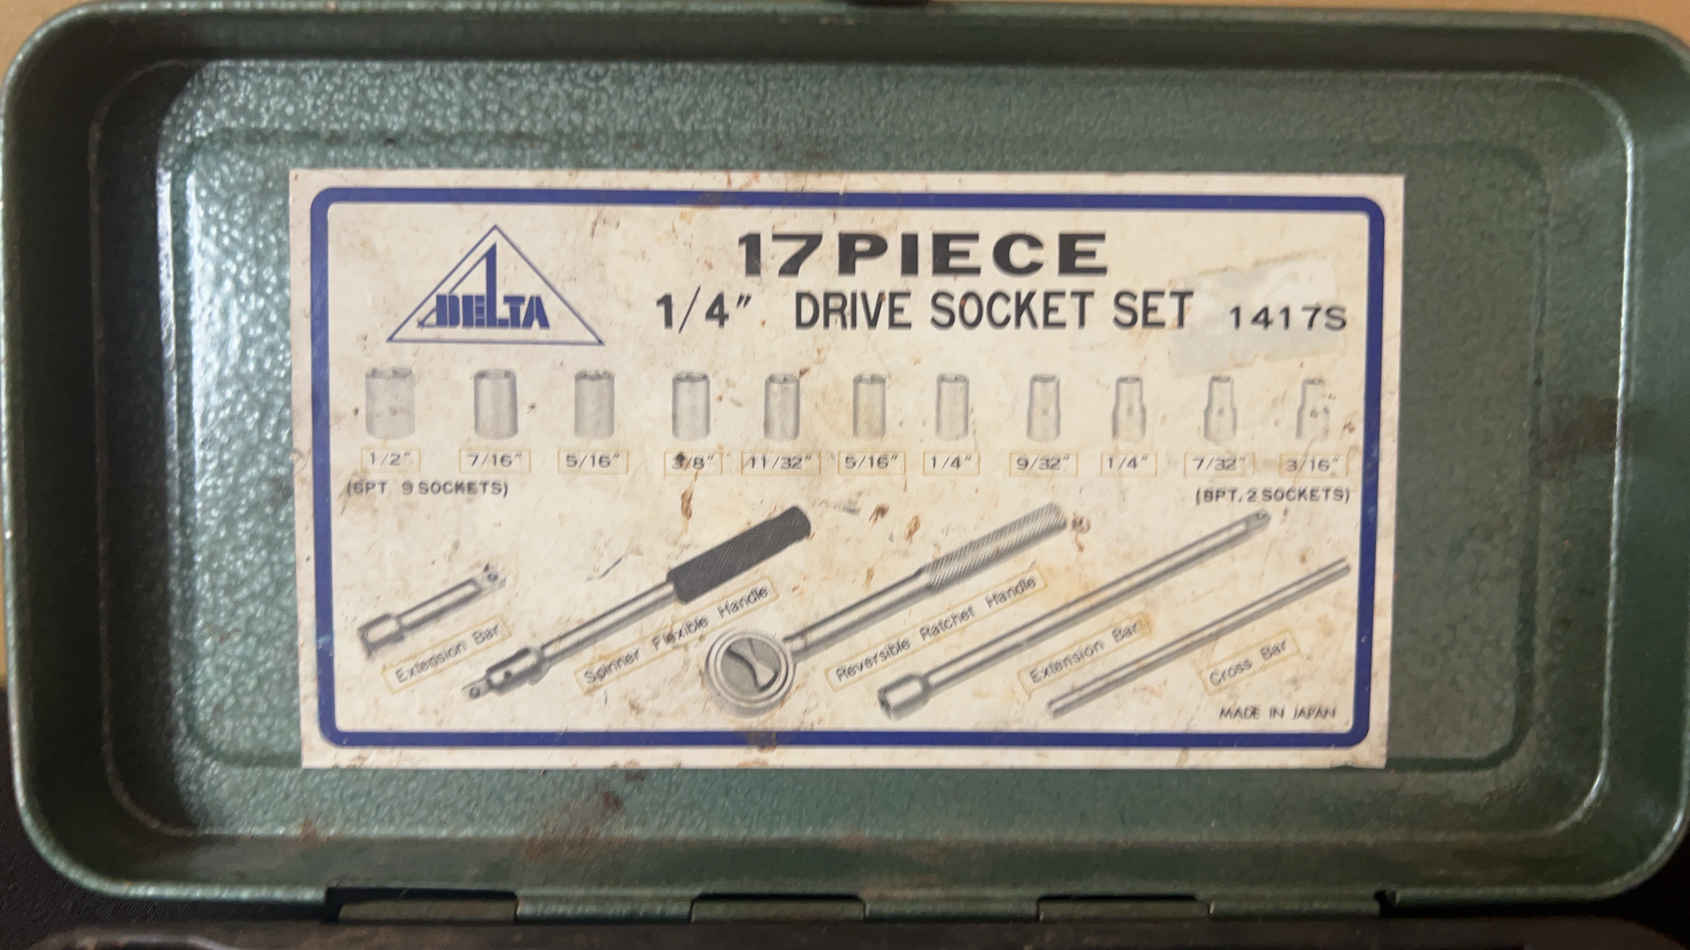 DELTA
17PIECE
1/4" DRIVE SOCKET SET 1417S
1/2" 7/16" 5/16" 3/8" 11/32" 5/16" 1/4" 9/32" 1/4" 7/32" 3/16"
(6PT 9 SOCKETS) (8PT. 2 SOCKETS)
Extension Bar
Spinner Flexible Handle
Reversible Ratchet Handle
Extension Bar
Cross Bar
MADE IN JAPAN